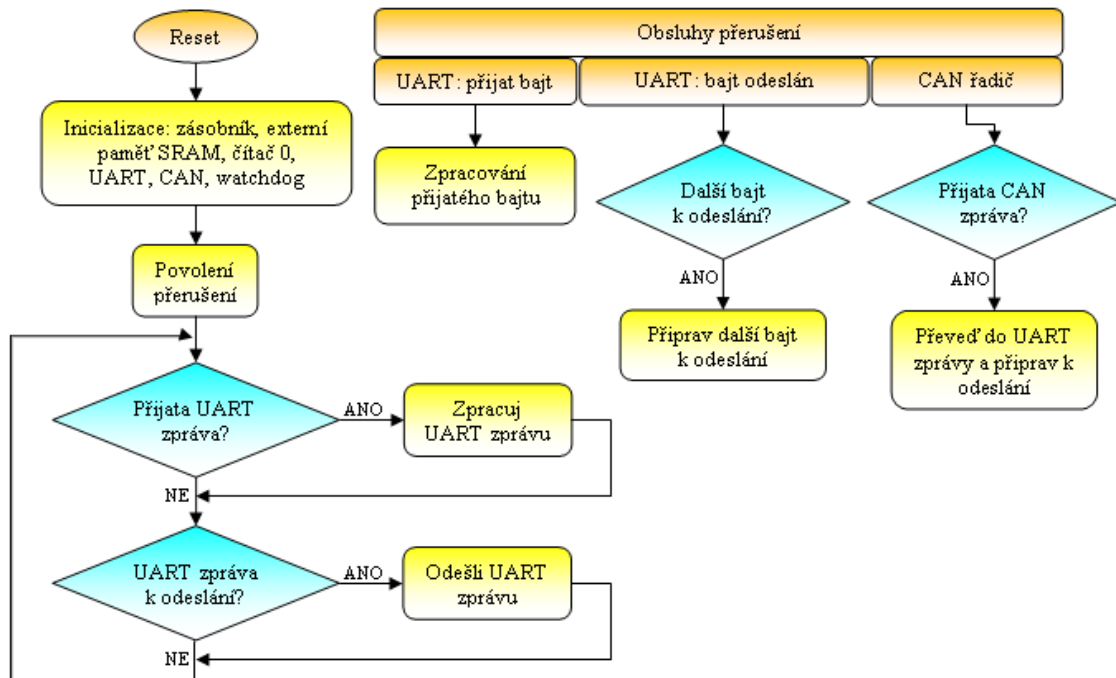 Reset
Inicializace: zásobník, externí
paměť SRAM, čítač 0,
UART, CAN, watchdog
Povolení
přerušení
Přijata UART
zpráva?
ANO
Zpracuj
UART zprávu
NE
UART zpráva
k odeslání?
ANO
Odešli UART
zprávu
NE
Obsluhy přerušení
UART: přijat bajt
UART: bajt odeslán
CAN řadič
Zpracování
přijatého bajtu
Další bajt
k odeslání?
ANO
Připrav další bajt
k odeslání
Přijata CAN
zpráva?
ANO
Převeď do UART
zprávy a připrav k
odeslání